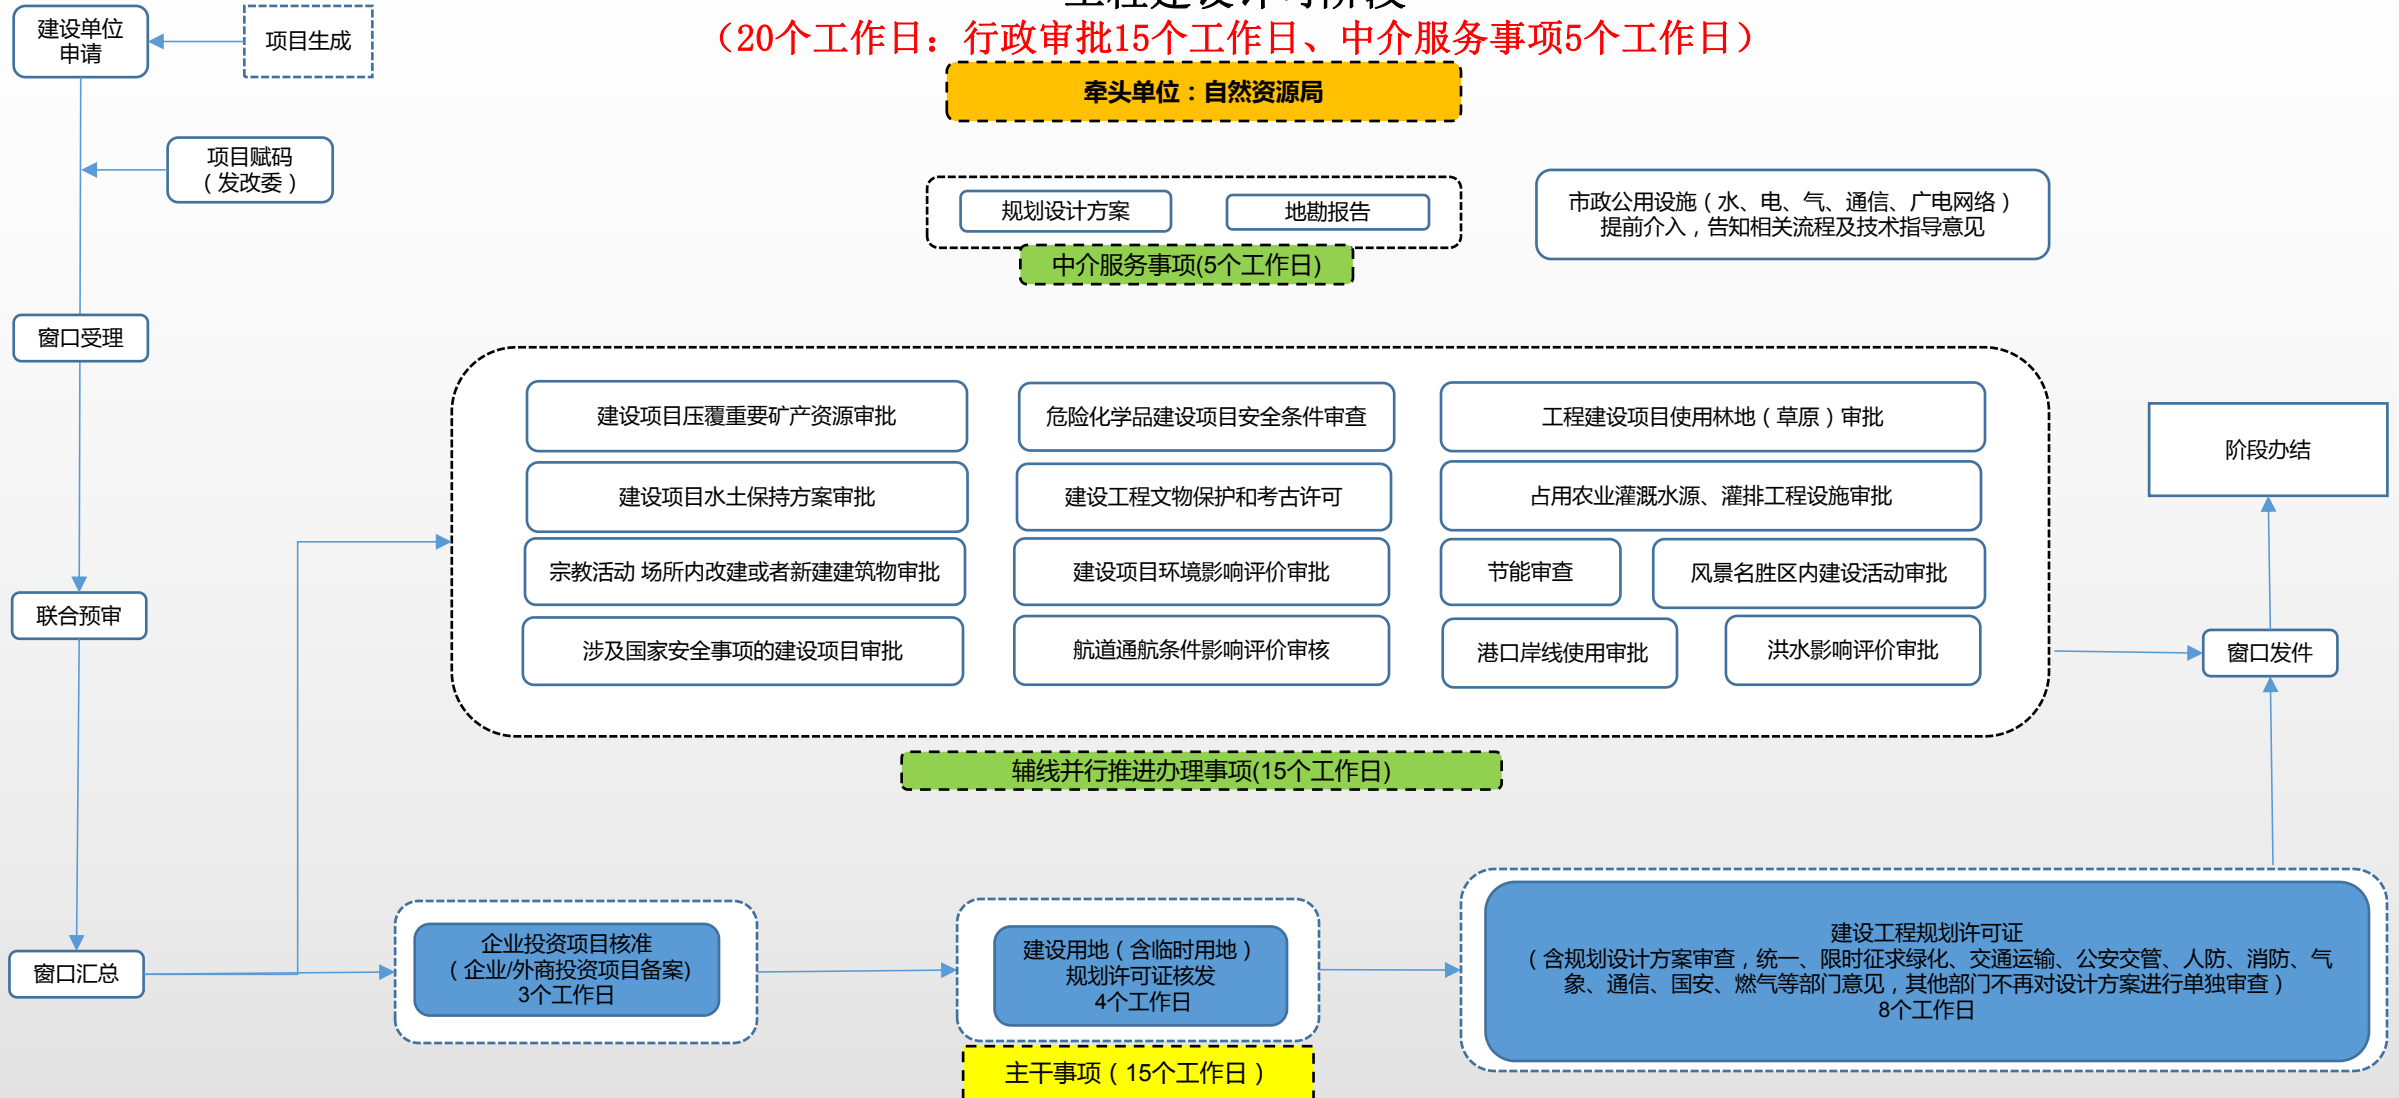 工程建设许可阶段
（20个工作日：行政审批15个工作日、中介服务事项5个工作日）
牵头单位：自然资源局
建设单位
申请
项目生成
项目赋码
（发改委）
规划设计方案
地勘报告
中介服务事项(5个工作日)
市政公用设施（水、电、气、通信、广电网络）
提前介入，告知相关流程及技术指导意见
窗口受理
联合预审
窗口汇总
建设项目压覆重要矿产资源审批
危险化学品建设项目安全条件审查
工程建设项目使用林地（草原）审批
建设项目水土保持方案审批
建设工程文物保护和考古许可
占用农业灌溉水源、灌排工程设施审批
宗教活动 场所内改建或者新建建筑物审批
建设项目环境影响评价审批
节能审查
风景名胜区内建设活动审批
涉及国家安全事项的建设项目审批
航道通航条件影响评价审核
港口岸线使用审批
洪水影响评价审批
辅线并行推进办理事项(15个工作日)
阶段办结
窗口发件
企业投资项目核准
（企业/外商投资项目备案)
3个工作日
建设用地（含临时用地）
规划许可证核发
4个工作日
主干事项（15个工作日）
建设工程规划许可证
（含规划设计方案审查，统一、限时征求绿化、交通运输、公安交管、人防、消防、气
象、通信、国安、燃气等部门意见，其他部门不再对设计方案进行单独审查）
8个工作日